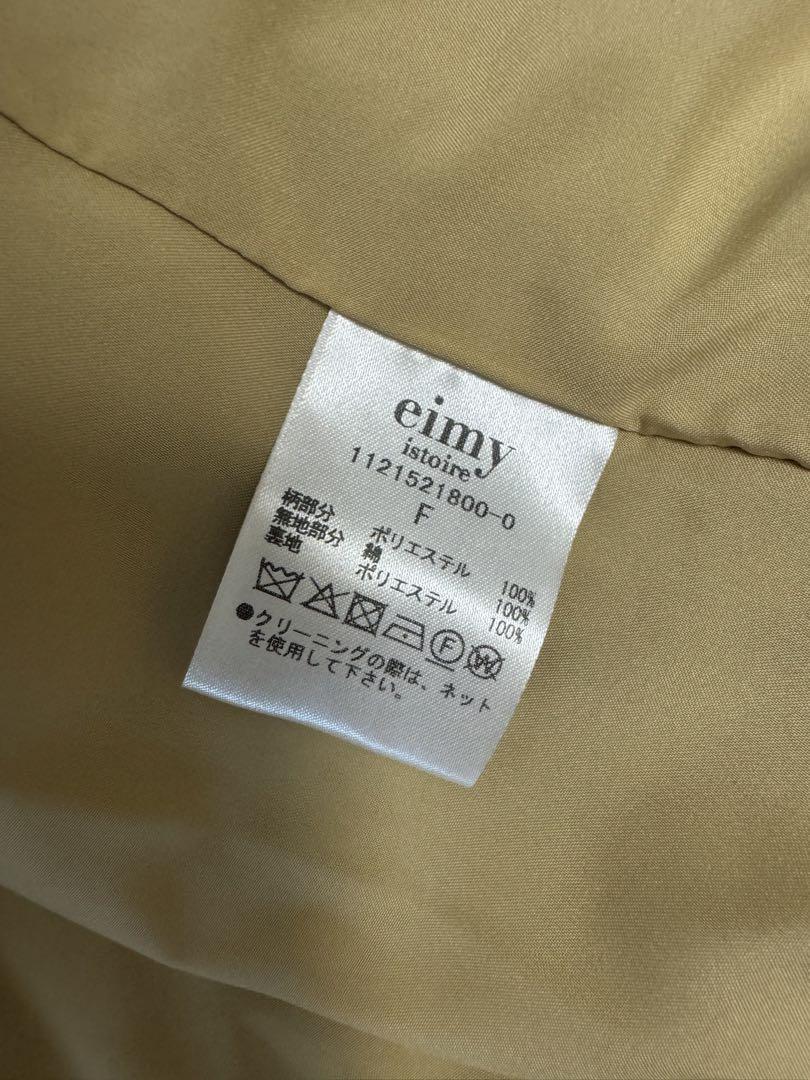 eimy
istoire
1121521800-0
F
柄部分 ポリエステル 100%
無地部分 綿 100%
裏地 ポリエステル 100%
F W
●クリーニングの際は、ネット
を使用して下さい。